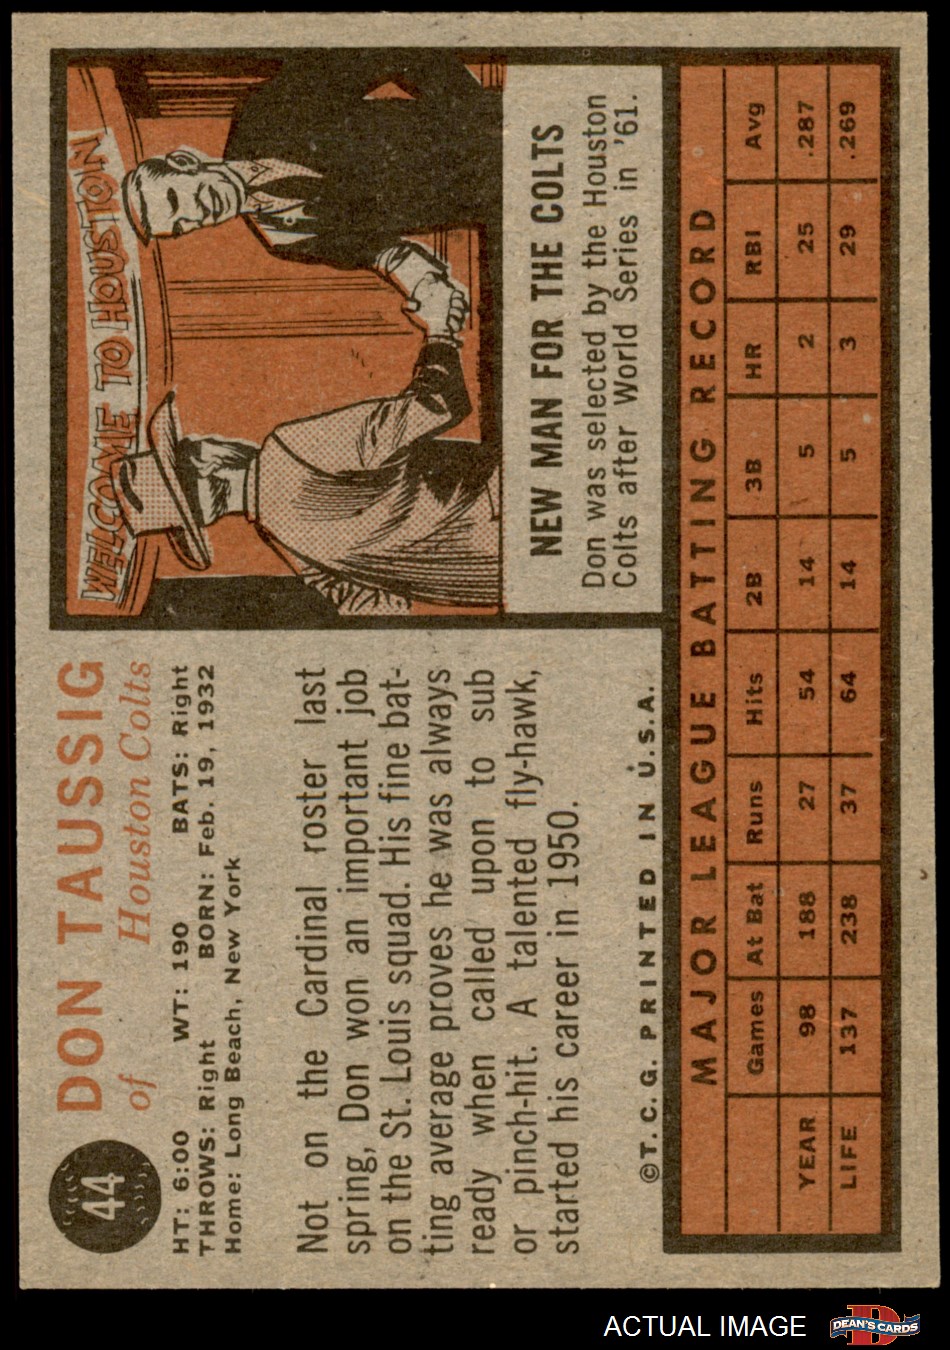 44
DON TAUSSIG
of Houston Colts
HT: 6:00 WT: 190 BATS: Right
THROWS: Right BORN: Feb. 19, 1932
Home: Long Beach, New York
Not on the Cardinal roster last
spring, Don won an important job
on the St. Louis squad. His fine bat-
ting average proves he was always
ready when called upon to sub
or pinch-hit. A talented fly-hawk,
started his career in 1950.
©T. C. G. PRINTED IN U.S.A.
WELCOME TO HOUSTON
NEW MAN FOR THE COLTS
Don was selected by the Houston
Colts after World Series in '61.
MAJOR LEAGUE BATTING RECORD
Games At Bat Runs Hits 2B 3B HR RBI Avg
YEAR 98 188 27 54 14 5 2 25 .287
LIFE 137 238 37 64 14 5 3 29 .269
ACTUAL IMAGE
DEAN'S CARDS